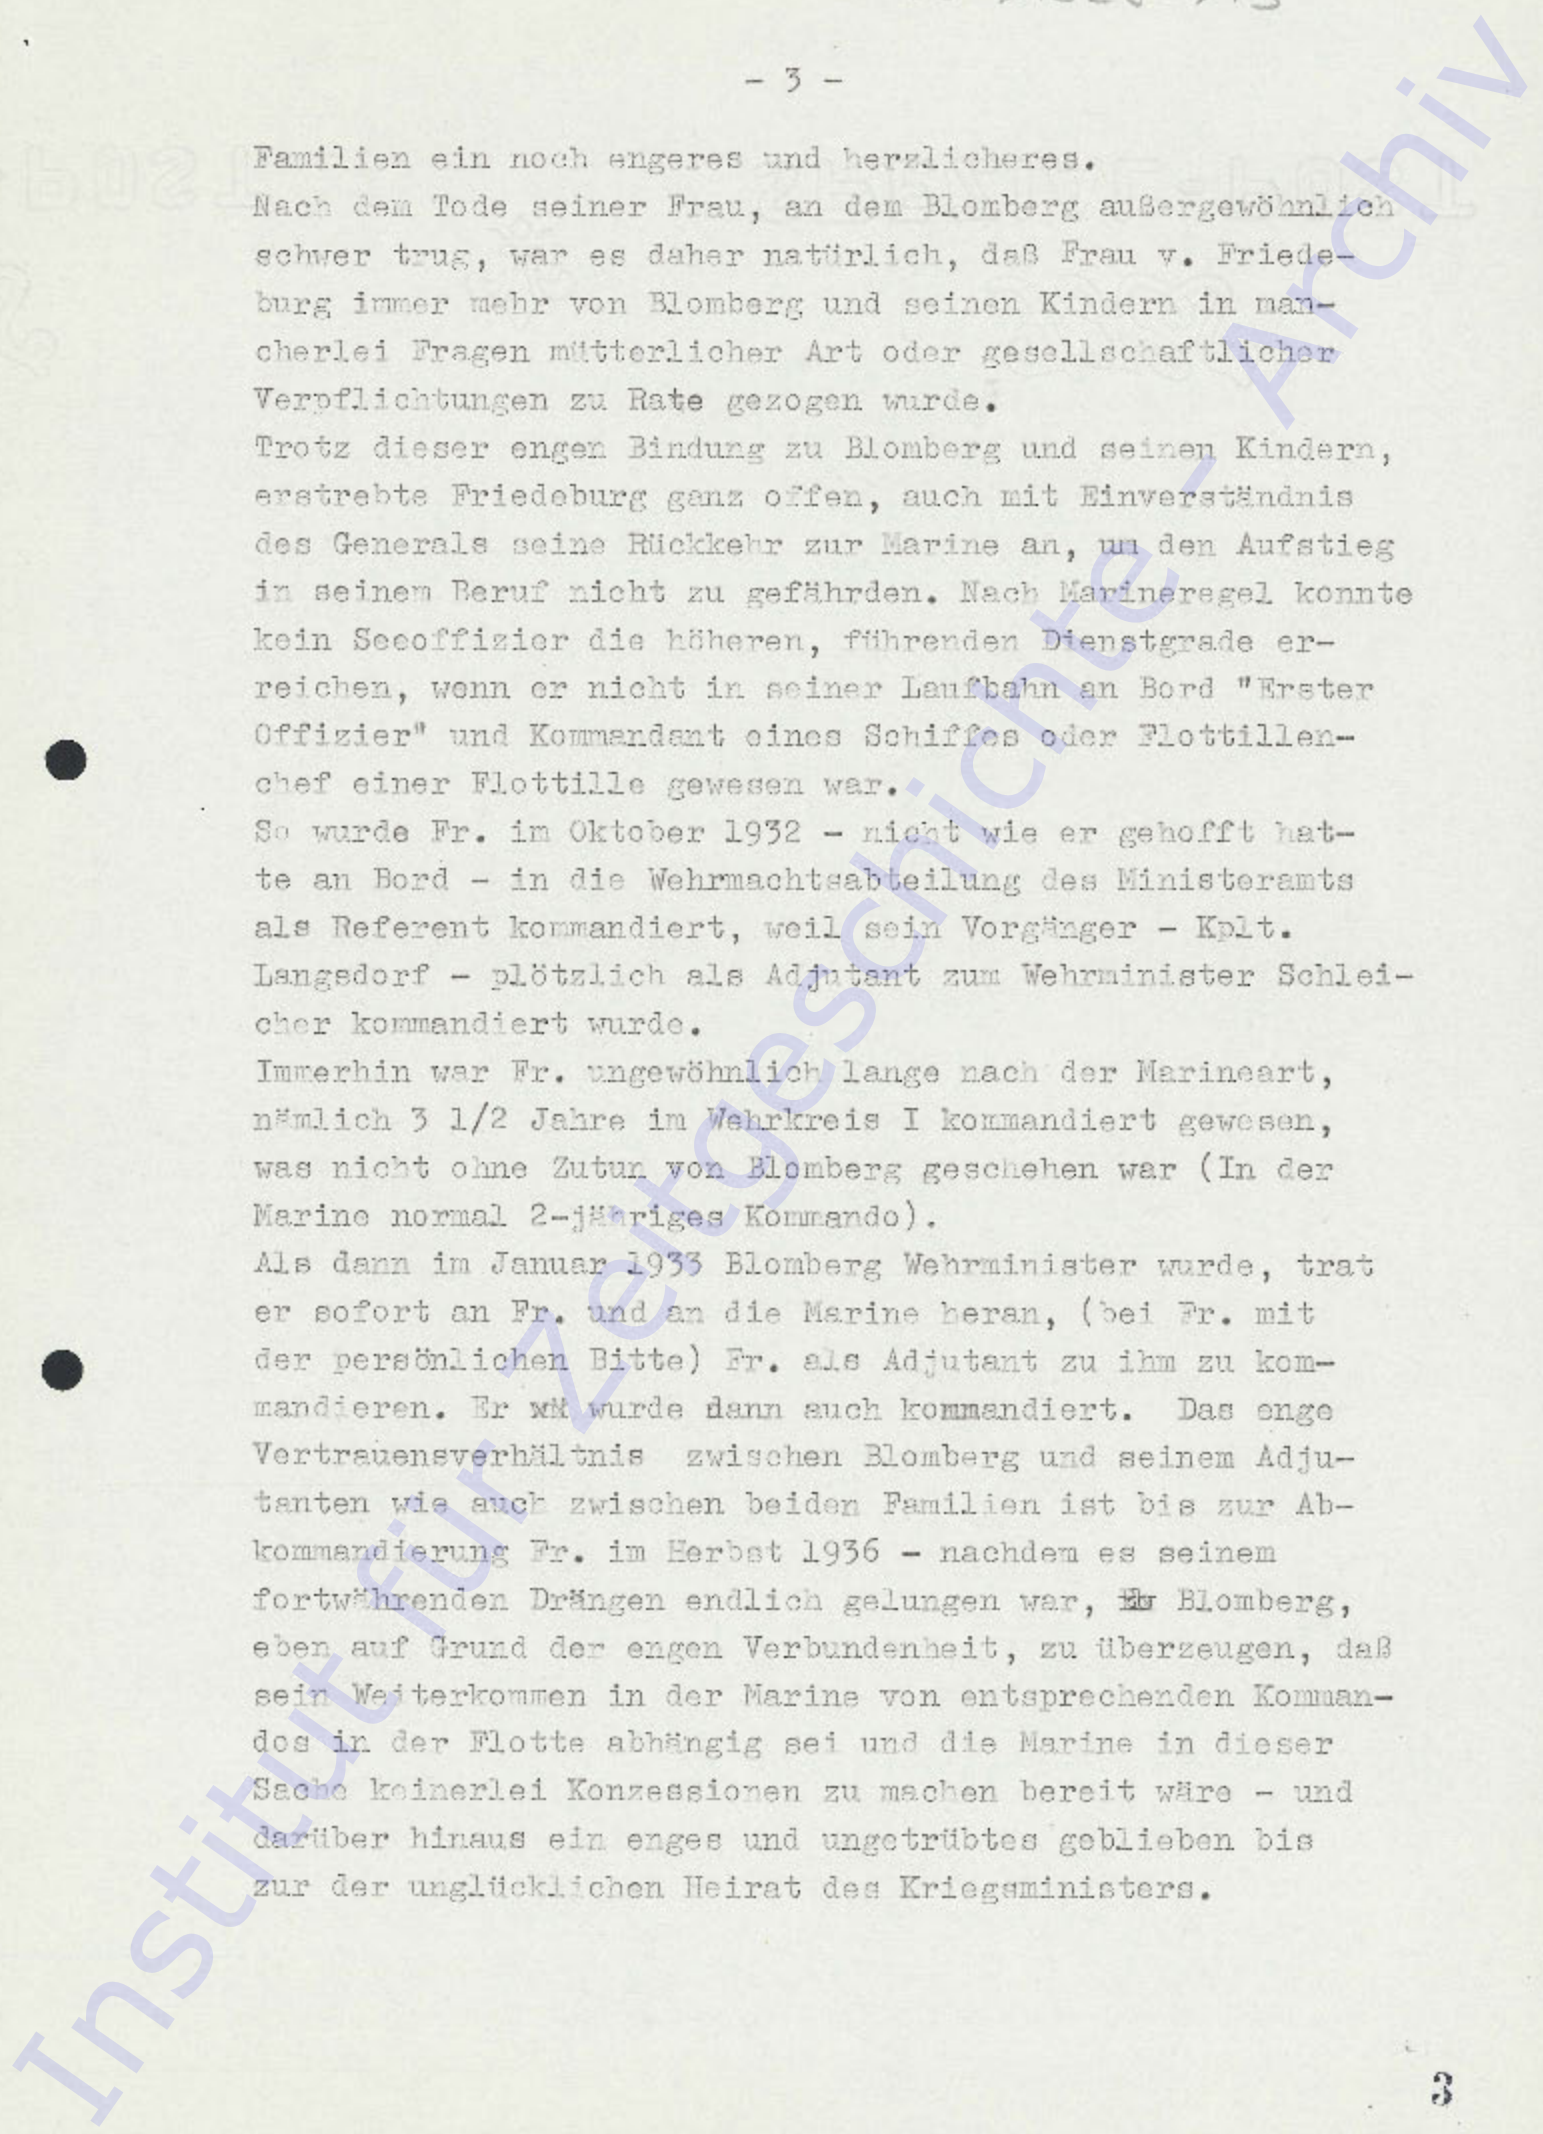 - 3 -
Familien ein noch engeres und herzlicheres.
Nach dem Tode seiner Frau, an dem Blomberg außergewöhnlich
schwer trug, war es daher natürlich, daß Frau v. Friede-
burg immer mehr von Blomberg und seinen Kindern in man-
cherlei Fragen mütterlicher Art oder gesellschaftlicher
Verpflichtungen zu Rate gezogen wurde.
Trotz dieser engen Bindung zu Blomberg und seinen Kindern,
erstrebte Friedeburg ganz offen, auch mit Einverständnis
des Generals seine Rückkehr zur Marine an, um den Aufstieg
in seinem Beruf nicht zu gefährden. Nach Marineregel konnte
kein Seeoffizier die höheren, führenden Dienstgrade er-
reichen, wenn er nicht in seiner Laufbahn an Bord "Erster
Offizier" und Kommandant eines Schiffes oder Flottillen-
chef einer Flottille gewesen war.
So wurde Fr. im Oktober 1932 - nicht wie er gehofft hat-
te an Bord - in die Wehrmachtsabteilung des Ministeramts
als Referent kommandiert, weil sein Vorgänger - Kplt.
Langsdorf - plötzlich als Adjutant zum Wehrminister Schlei-
cher kommandiert wurde.
Immerhin war Fr. ungewöhnlich lange nach der Marineart,
nämlich 3 1/2 Jahre im Wehrkreis I kommandiert gewesen,
was nicht ohne Zutun von Blomberg geschehen war (In der
Marine normal 2-jähriges Kommando).
Als dann im Januar 1933 Blomberg Wehrminister wurde, trat
er sofort an Fr. und an die Marine heran, (bei Fr. mit
der persönlichen Bitte) Fr. als Adjutant zu ihm zu kom-
mandieren. Er wurde dann auch kommandiert. Das enge
Vertrauensverhältnis zwischen Blomberg und seinem Adju-
tanten wie auch zwischen beiden Familien ist bis zur Ab-
kommandierung Fr. im Herbst 1936 - nachdem es seinem
fortwährenden Drängen endlich gelungen war, Blomberg,
eben auf Grund der engen Verbundenheit, zu überzeugen, daß
sein Weiterkommen in der Marine von entsprechenden Komman-
dos in der Flotte abhängig sei und die Marine in dieser
Sache keinerlei Konzessionen zu machen bereit wäre - und
darüber hinaus ein enges und ungetrübtes geblieben bis
zur der unglücklichen Heirat des Kriegsministers.
3
Institut für Zeitgeschichte - Archiv